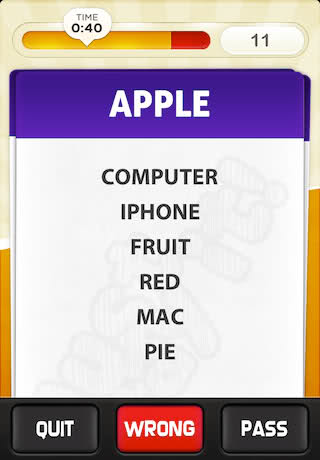 TIME
0:40
11
APPLE
COMPUTER
IPHONE
FRUIT
RED
MAC
PIE
QUIT
WRONG
PASS